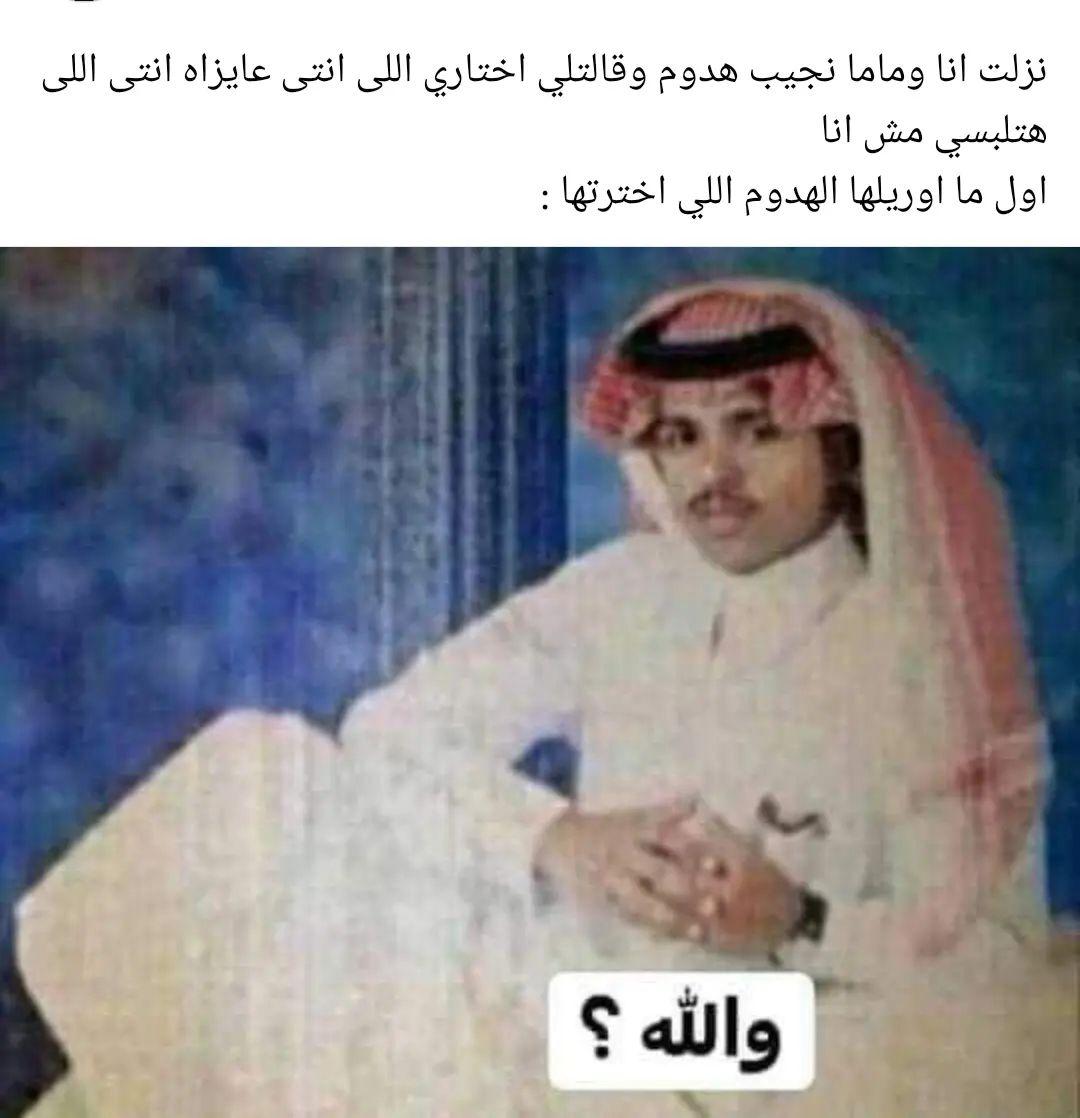 نزلت انا وماما نجيب هدوم وقالتلي اختاري اللى انتى عايزاه انتى اللى
هتلبسي مش انا
اول ما اوريلها الهدوم اللي اخترتها :
والله ؟